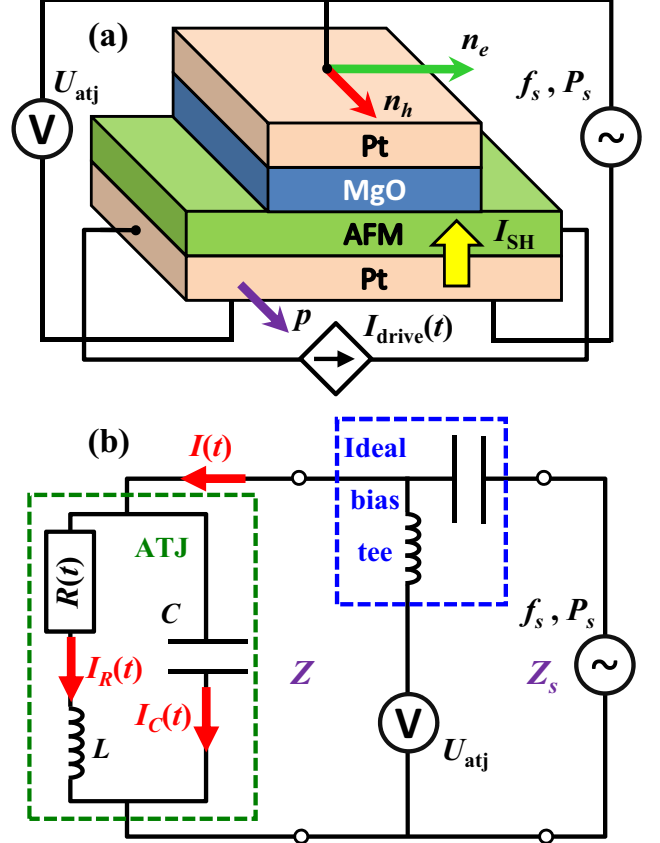 (a)
n_e
U_atj
f_s , P_s
n_h
V
~
Pt
MgO
AFM
I_SH
Pt
p
I_drive(t)
(b)
I(t)
Ideal
bias
tee
ATJ
R(t)
C
f_s , P_s
I_R(t)
Z
Z_s
~
I_C(t)
L
V
U_atj